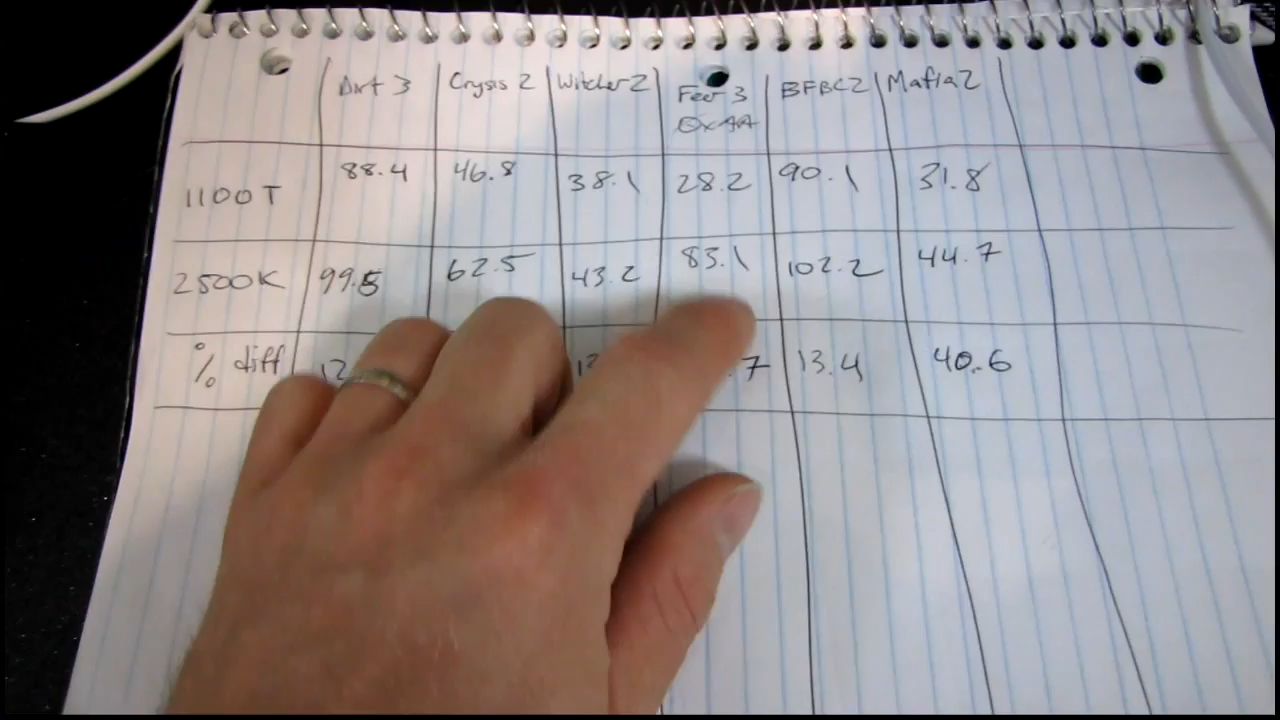 Dirt 3 Crysis 2 Witcher 2 Fear 3 BFBC2 Mafia 2
0xAA
1100T 88.4 46.8 38.1 28.2 90.1 31.8
2500K 99.5 62.5 43.2 83.1 102.2 44.7
% diff 13.4 40.6